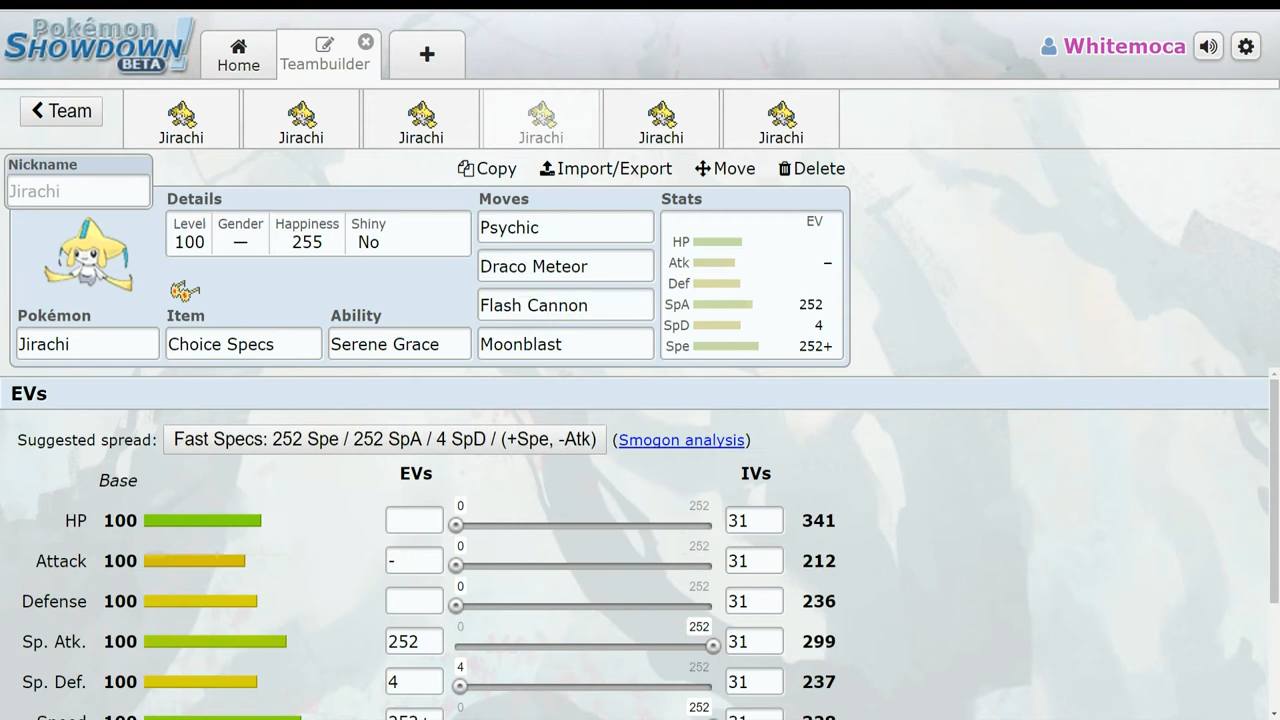 Pokémon
SHOWDOWN!
BETA
Home
Teambuilder
+
Whitemoca
Team
Jirachi
Jirachi
Jirachi
Jirachi
Jirachi
Jirachi
Nickname
Jirachi
Copy
Import/Export
Move
Delete
Details
Level Gender Happiness Shiny
100 — 255 No
Pokémon
Jirachi
Item
Choice Specs
Ability
Serene Grace
Moves
Psychic
Draco Meteor
Flash Cannon
Moonblast
Stats
EV
HP
Atk –
Def
SpA 252
SpD 4
Spe 252+
EVs
Suggested spread: Fast Specs: 252 Spe / 252 SpA / 4 SpD / (+Spe, -Atk) (Smogon analysis)
Base EVs IVs
HP 100 0 252 31 341
Attack 100 - 0 252 31 212
Defense 100 0 252 31 236
Sp. Atk. 100 252 0 252 31 299
Sp. Def. 100 4 4 252 31 237
0 252